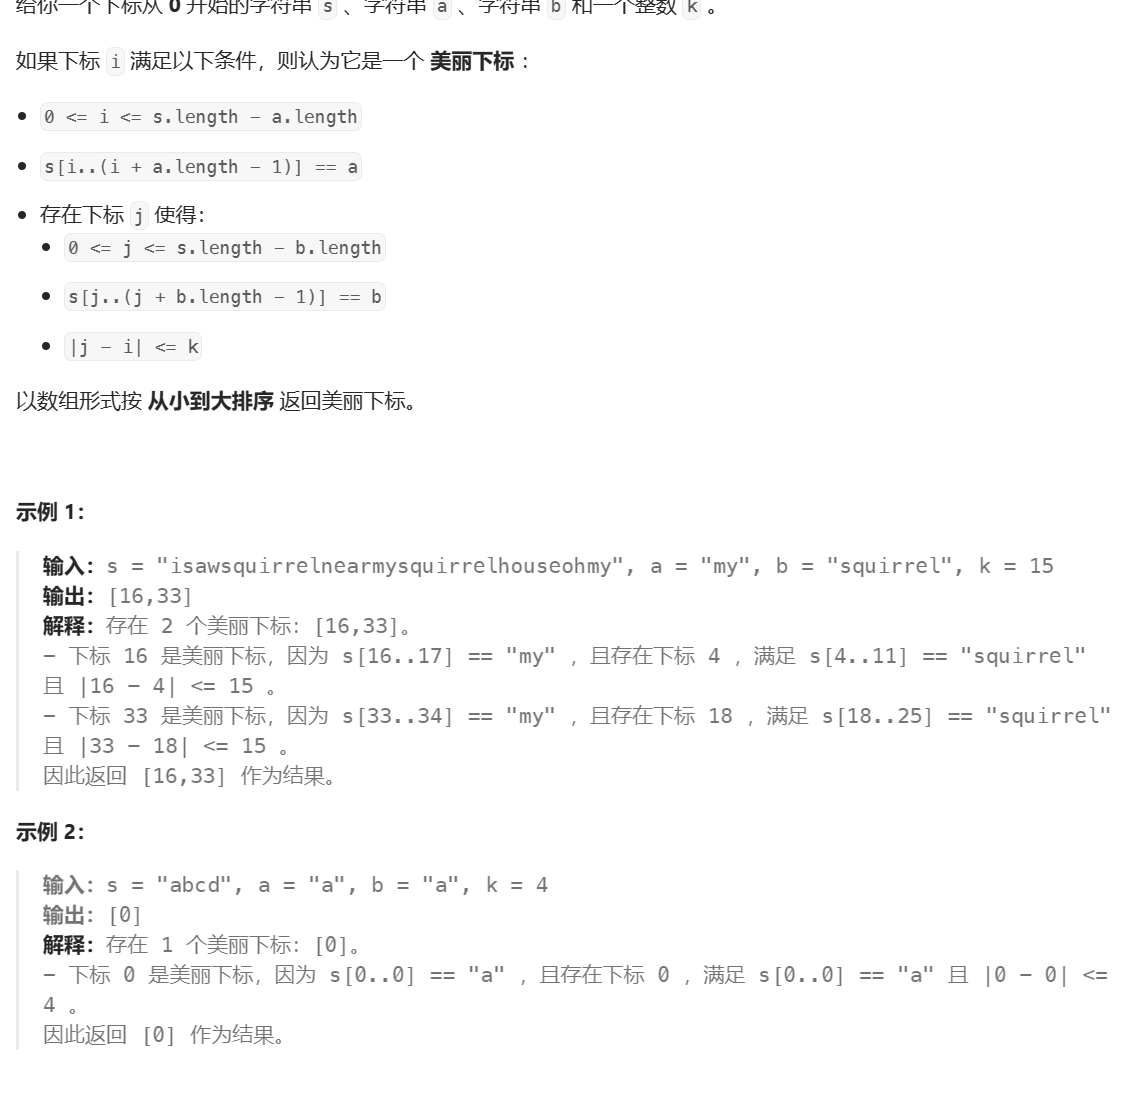 给你一个下标从 0 开始的字符串 s 、字符串 a 、字符串 b 和一个整数 k 。
如果下标 i 满足以下条件，则认为它是一个 美丽下标 ：
• 0 <= i <= s.length - a.length
• s[i..(i + a.length - 1)] == a
• 存在下标 j 使得：
• 0 <= j <= s.length - b.length
• s[j..(j + b.length - 1)] == b
• |j - i| <= k
以数组形式按 从小到大排序 返回美丽下标。
示例 1：
输入：s = "isawsquirrelnearmysquirrelhouseohmy", a = "my", b = "squirrel", k = 15
输出：[16,33]
解释：存在 2 个美丽下标：[16,33]。
- 下标 16 是美丽下标，因为 s[16..17] == "my" ，且存在下标 4 ，满足 s[4..11] == "squirrel"
且 |16 - 4| <= 15 。
- 下标 33 是美丽下标，因为 s[33..34] == "my" ，且存在下标 18 ，满足 s[18..25] == "squirrel"
且 |33 - 18| <= 15 。
因此返回 [16,33] 作为结果。
示例 2：
输入：s = "abcd", a = "a", b = "a", k = 4
输出：[0]
解释：存在 1 个美丽下标：[0]。
- 下标 0 是美丽下标，因为 s[0..0] == "a" ，且存在下标 0 ，满足 s[0..0] == "a" 且 |0 - 0| <=
4 。
因此返回 [0] 作为结果。